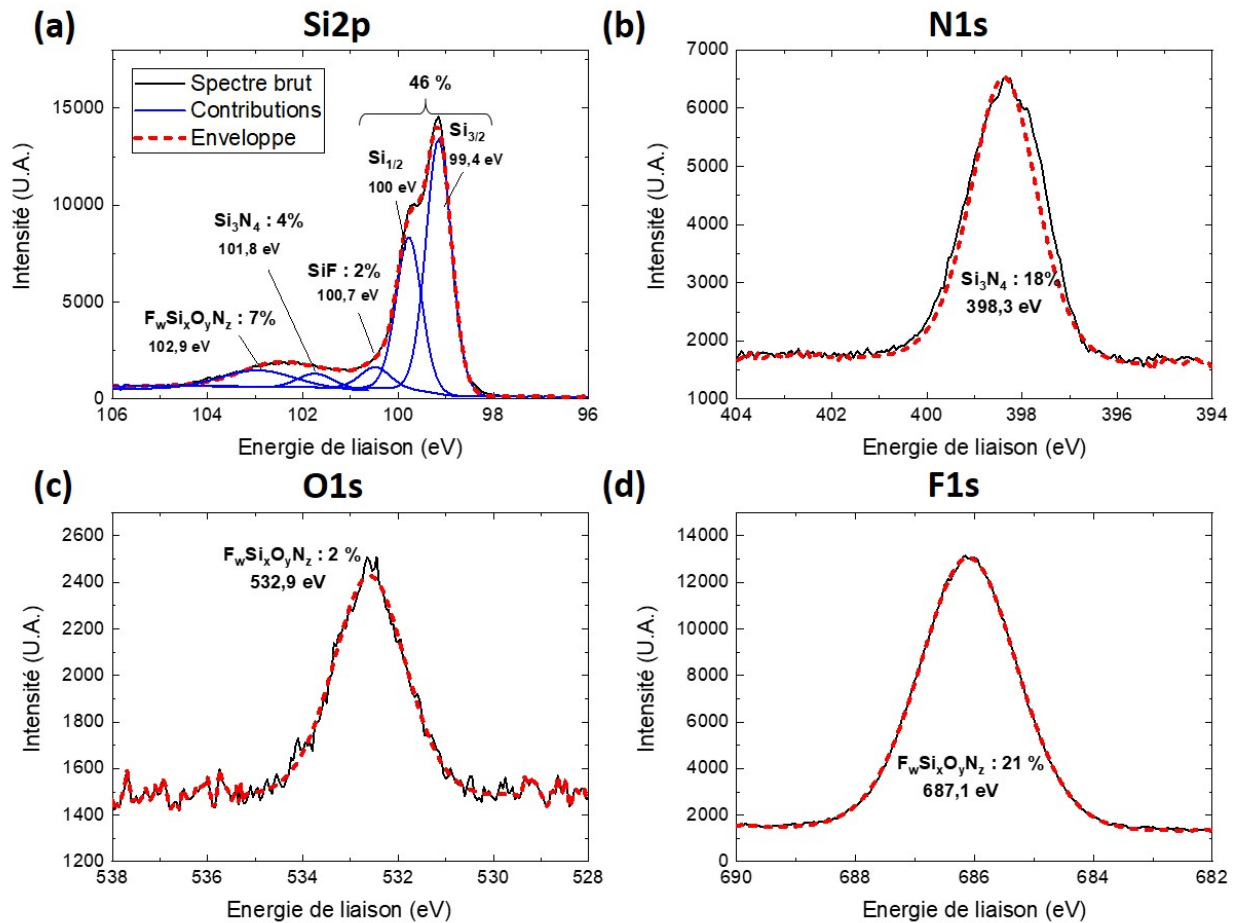 (a)
Si2p
Spectre brut
Contributions
Enveloppe
46 %
Si3/2
99,4 eV
Si1/2
100 eV
Si3N4 : 4%
101,8 eV
SiF : 2%
100,7 eV
FwSixOyNz : 7%
102,9 eV
Intensité (U.A.)
15000
10000
5000
0
106 104 102 100 98 96
Energie de liaison (eV)
(b)
N1s
Si3N4 : 18%
398,3 eV
Intensité (U.A.)
7000
6000
5000
4000
3000
2000
1000
404 402 400 398 396 394
Energie de liaison (eV)
(c)
O1s
FwSixOyNz : 2 %
532,9 eV
Intensité (U.A.)
2600
2400
2200
2000
1800
1600
1400
1200
538 536 534 532 530 528
Energie de liaison (eV)
(d)
F1s
FwSixOyNz : 21 %
687,1 eV
Intensité (U.A.)
14000
12000
10000
8000
6000
4000
2000
0
690 688 686 684 682
Energie de liaison (eV)